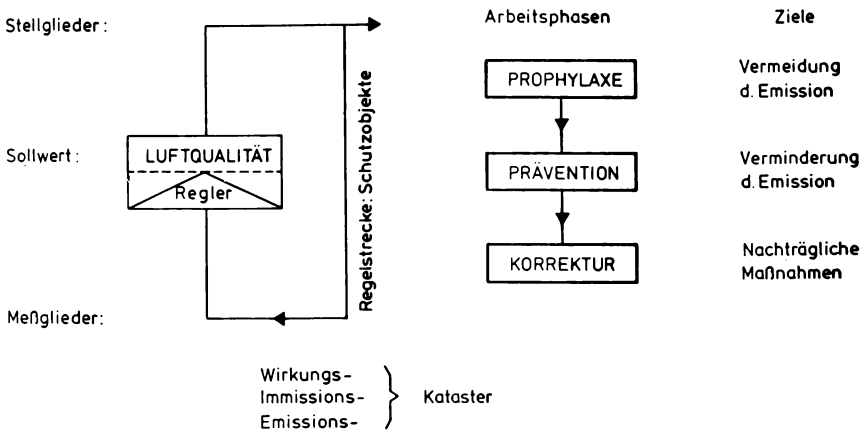 Stellglieder:
Arbeitsphasen
Ziele
PROPHYLAXE
Vermeidung
d. Emission
Sollwert:
LUFTQUALITÄT
Regler
Regelstrecke: Schutzobjekte
PRÄVENTION
Verminderung
d. Emission
KORREKTUR
Nachträgliche
Maßnahmen
Meßglieder:
Wirkungs-
Immissions-
Emissions-
Kataster